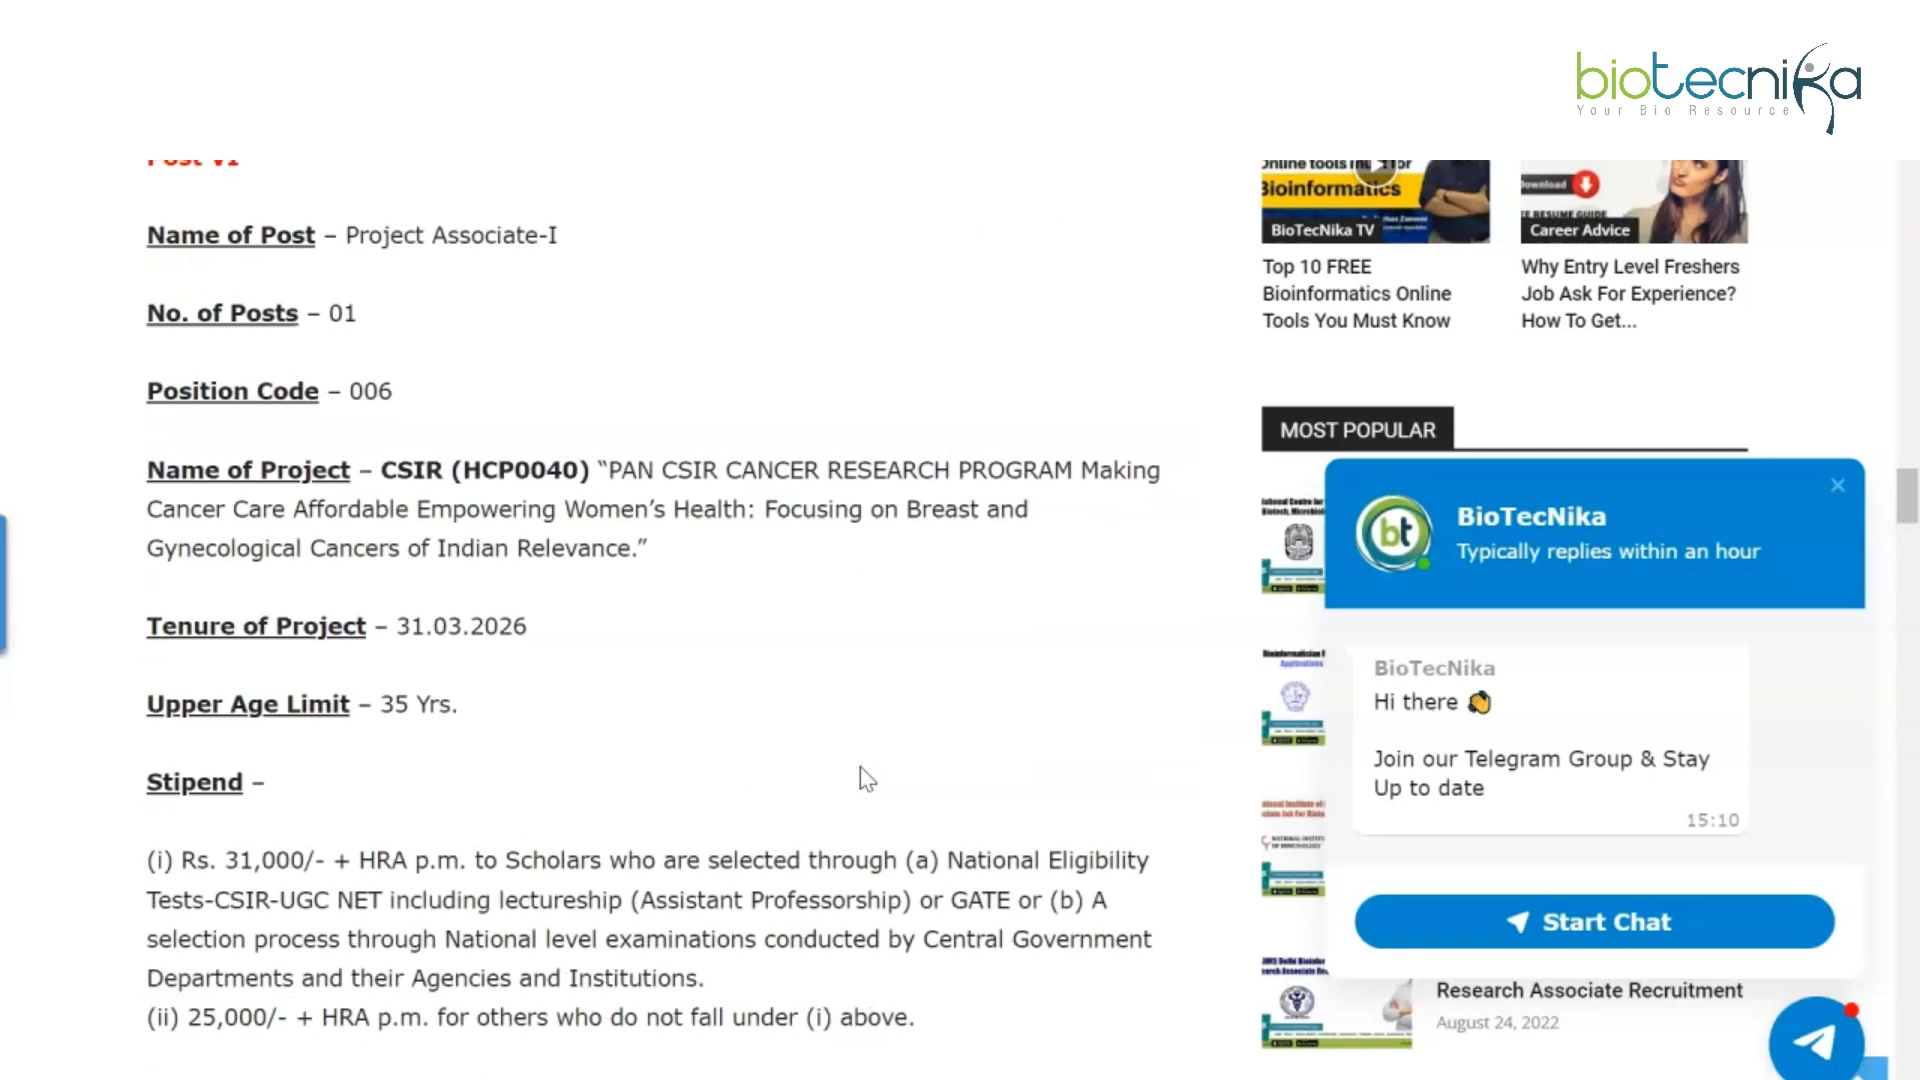 biotecnika
Your Bio Resource
Post VI
Name of Post – Project Associate-I
No. of Posts – 01
Position Code – 006
Name of Project – CSIR (HCP0040) “PAN CSIR CANCER RESEARCH PROGRAM Making
Cancer Care Affordable Empowering Women’s Health: Focusing on Breast and
Gynecological Cancers of Indian Relevance.”
Tenure of Project – 31.03.2026
Upper Age Limit – 35 Yrs.
Stipend –
(i) Rs. 31,000/- + HRA p.m. to Scholars who are selected through (a) National Eligibility
Tests-CSIR-UGC NET including lectureship (Assistant Professorship) or GATE or (b) A
selection process through National level examinations conducted by Central Government
Departments and their Agencies and Institutions.
(ii) 25,000/- + HRA p.m. for others who do not fall under (i) above.
Bioinformatics
BioTecNika TV
Top 10 FREE
Bioinformatics Online
Tools You Must Know
Download
Career Advice
Why Entry Level Freshers
Job Ask For Experience?
How To Get...
MOST POPULAR
bt
BioTecNika
Typically replies within an hour
BioTecNika
Hi there
Join our Telegram Group & Stay
Up to date
15:10
Start Chat
Research Associate Recruitment
August 24, 2022